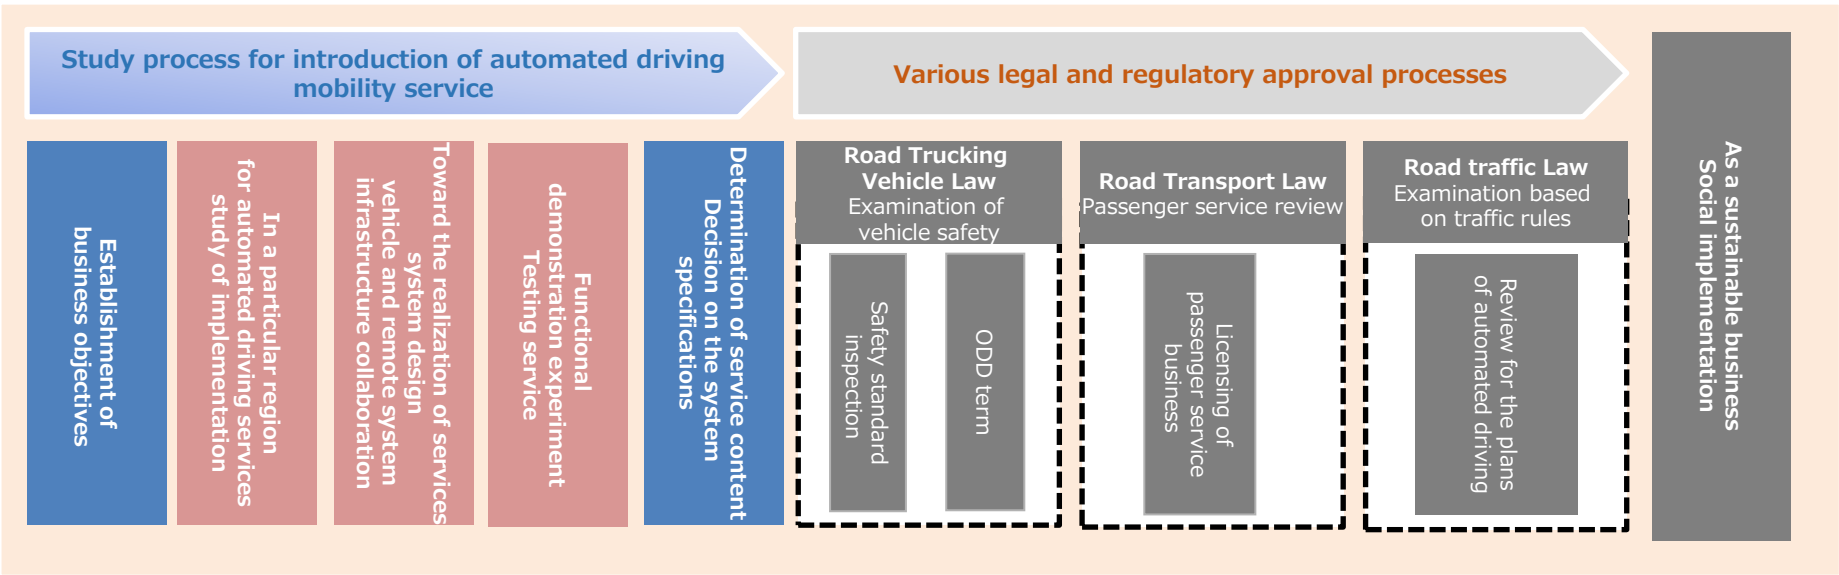 Study process for introduction of automated driving
mobility service
Various legal and regulatory approval processes
Establishment of
business objectives
In a particular region
for automated driving services
study of implementation
Toward the realization of services
system design
vehicle and remote system
infrastructure collaboration
Functional
demonstration experiment
Testing service
Determination of service content
Decision on the system
specifications
Road Trucking
Vehicle Law
Examination of
vehicle safety
Safety standard
inspection
ODD term
Road Transport Law
Passenger service review
Licensing of
passenger service
business
Road traffic Law
Examination based
on traffic rules
Review for the plans
of automated driving
As a sustainable business
Social implementation